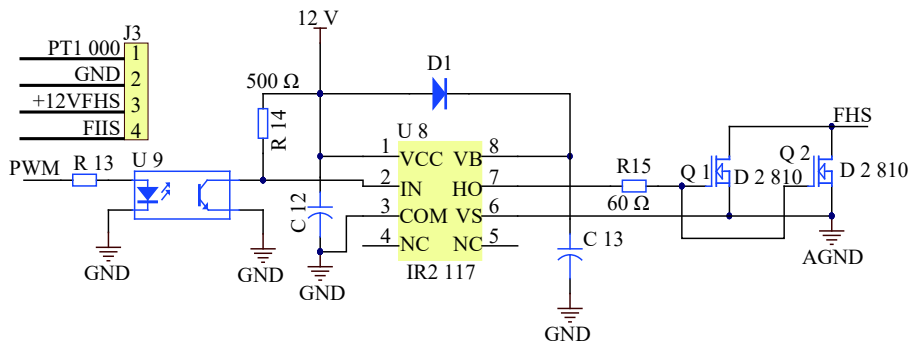 J3
PT1 000 1
GND 2
+12VFHS 3
FIIS 4
12 V
500 Ω
R 14
D1
PWM
R 13
U 9
GND
GND
C 12
GND
U 8
1 VCC VB 8
2 IN HO 7
3 COM VS 6
4 NC NC 5
IR2 117
C 13
GND
R15
60 Ω
FHS
Q 1
D 2 810
Q 2
D 2 810
AGND